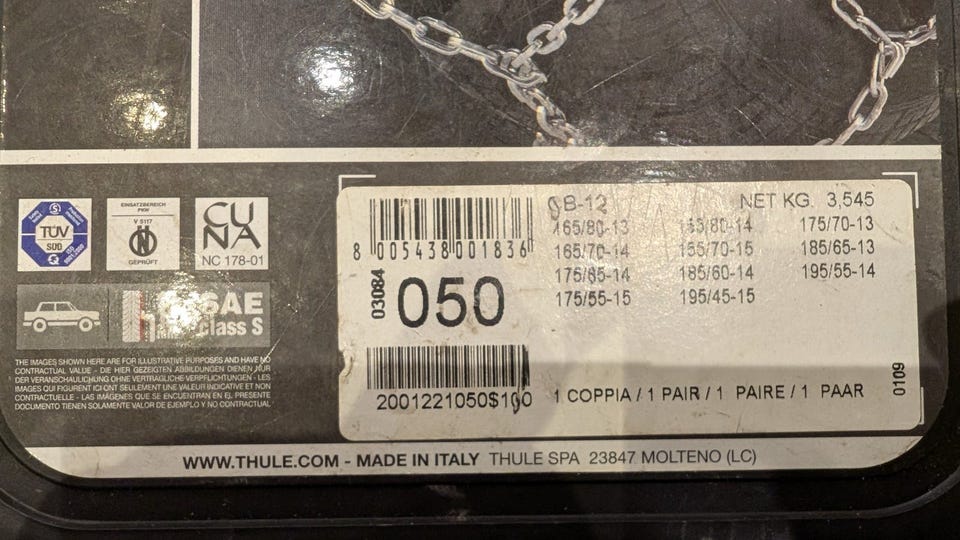 TÜV
SÜD
EINSATZBEREICH
PKW
V 5117
GEPRÜFT
CU
NA
NC 178-01
SAE
class S
THE IMAGES SHOWN HERE ARE FOR ILLUSTRATIVE PURPOSES AND HAVE NO
CONTRACTUAL VALUE - DIE HIER GEZEIGTEN ABBILDUNGEN DIENEN NUR
DER VERANSCHAULICHUNG OHNE VERTRAGLICHE VERPFLICHTUNGEN - LES
IMAGES QUI FIGURENT ICI ONT SEULEMENT UNE VALEUR INDICATIVE ET NON
CONTRACTUELLE - LAS IMÁGENES QUE SE ENCUENTRAN EN EL PRESENTE
DOCUMENTO TIENEN SOLAMENTE VALOR DE EJEMPLO Y NO CONTRACTUAL
8 005438 001836
03084
050
2001221050$100
B-12 NET KG. 3,545
165/80-13 175/70-13
165/70-14 155/70-15 185/65-13
175/65-14 185/60-14 195/55-14
175/55-15 195/45-15
1 COPPIA / 1 PAIR / 1 PAIRE / 1 PAAR
0109
WWW.THULE.COM - MADE IN ITALY THULE SPA 23847 MOLTENO (LC)